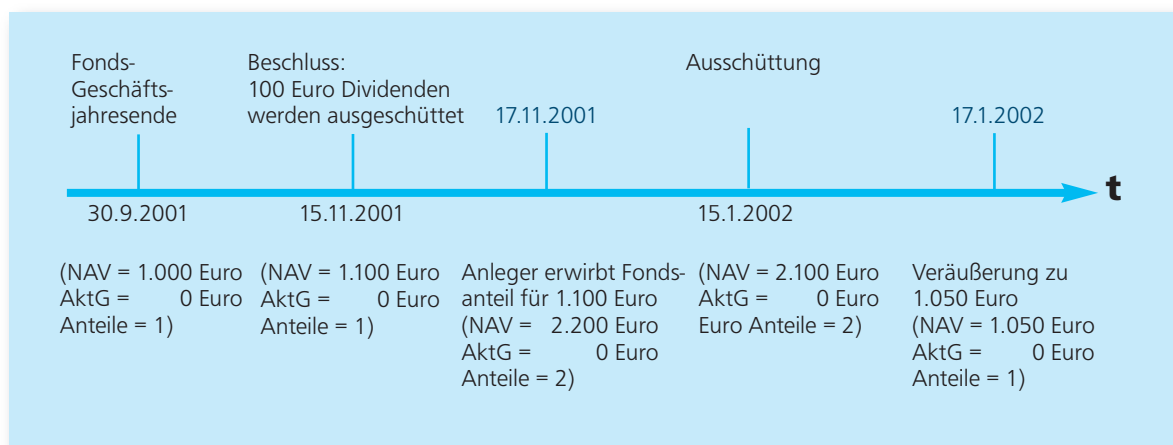 Fonds-
Geschäfts-
jahresende
Beschluss:
100 Euro Dividenden
werden ausgeschüttet
17.11.2001
Ausschüttung
17.1.2002
t
30.9.2001
15.11.2001
15.1.2002
(NAV = 1.000 Euro
AktG = 0 Euro
Anteile = 1)
(NAV = 1.100 Euro
AktG = 0 Euro
Anteile = 1)
Anleger erwirbt Fonds-
anteil für 1.100 Euro
(NAV = 2.200 Euro
AktG = 0 Euro
Anteile = 2)
(NAV = 2.100 Euro
AktG = 0 Euro
Euro Anteile = 2)
Veräußerung zu
1.050 Euro
(NAV = 1.050 Euro
AktG = 0 Euro
Anteile = 1)